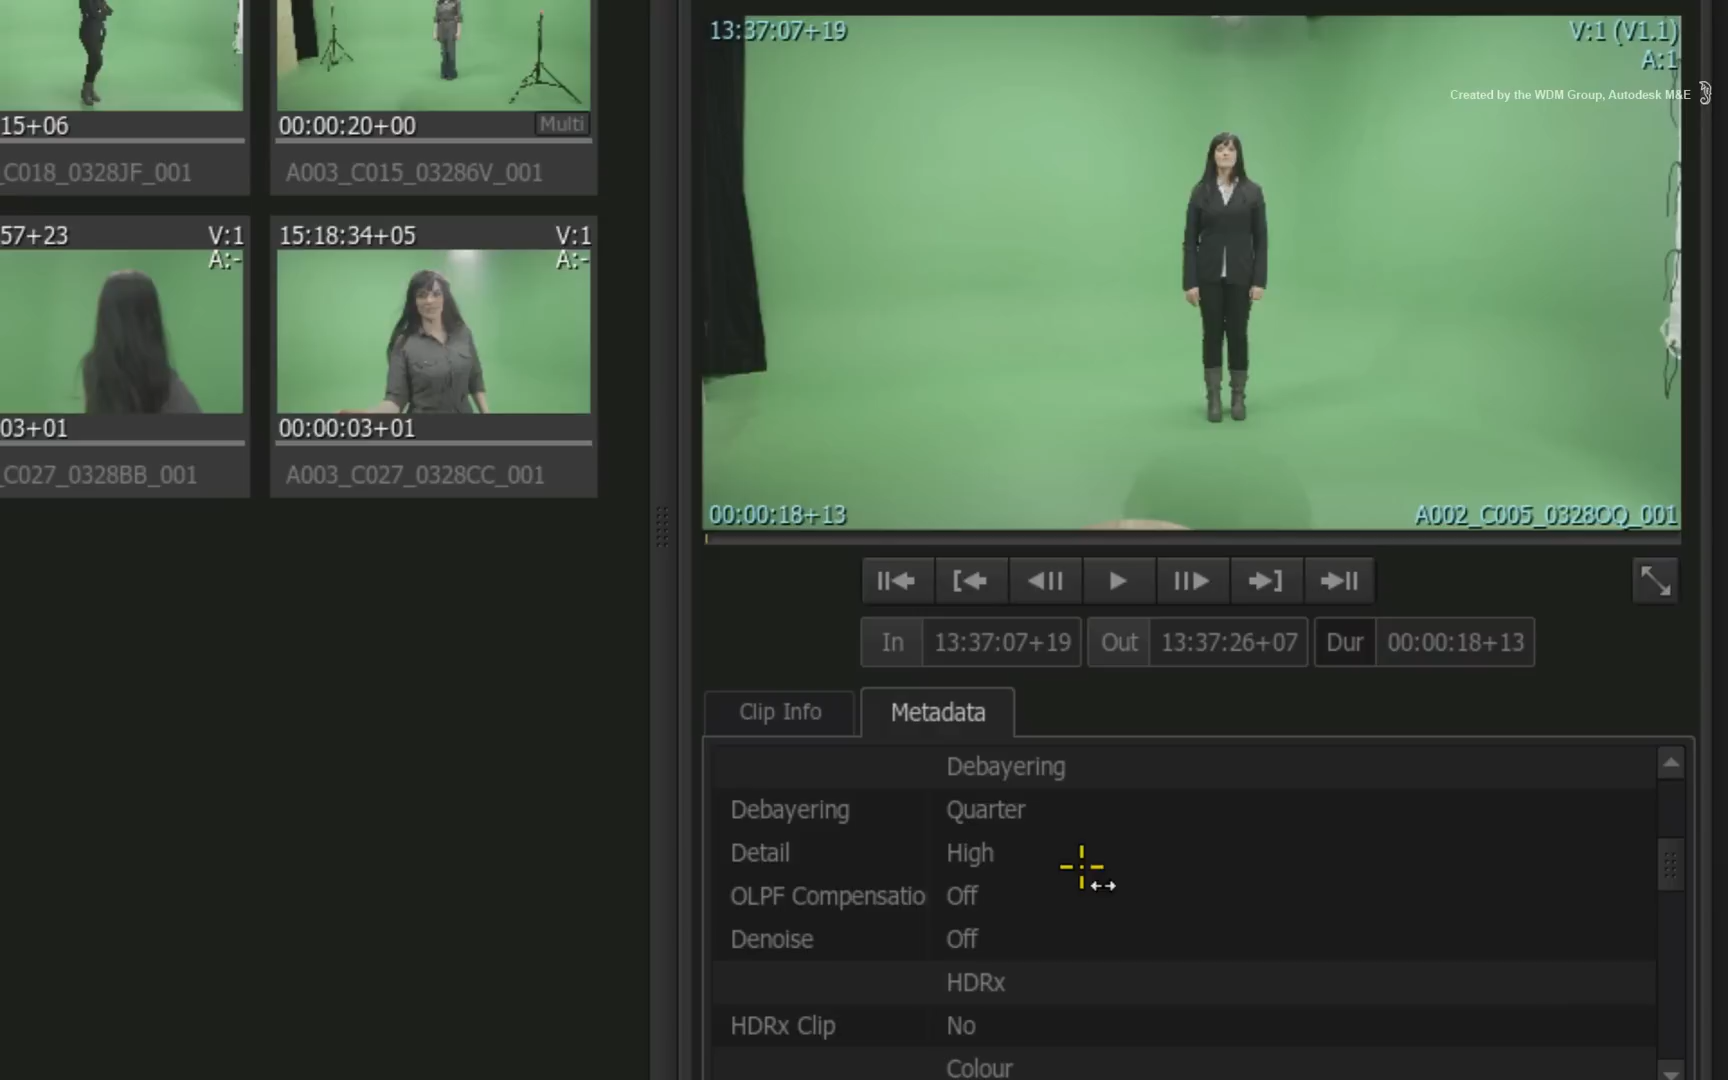 15+06
00:00:20+00
Multi
_C018_0328JF_001
A003_C015_03286V_001
57+23
V:1
A:-
15:18:34+05
V:1
A:-
03+01
00:00:03+01
C027_0328BB_001
A003_C027_0328CC_001
13:37:07+19
V:1 (V1.1)
A:1
Created by the WDM Group, Autodesk M&E
00:00:18+13
A002_C005_0328OQ_001
In
13:37:07+19
Out
13:37:26+07
Dur
00:00:18+13
Clip Info
Metadata
Debayering
Debayering Quarter
Detail High
OLPF Compensatio Off
Denoise Off
HDRx
HDRx Clip No
Colour